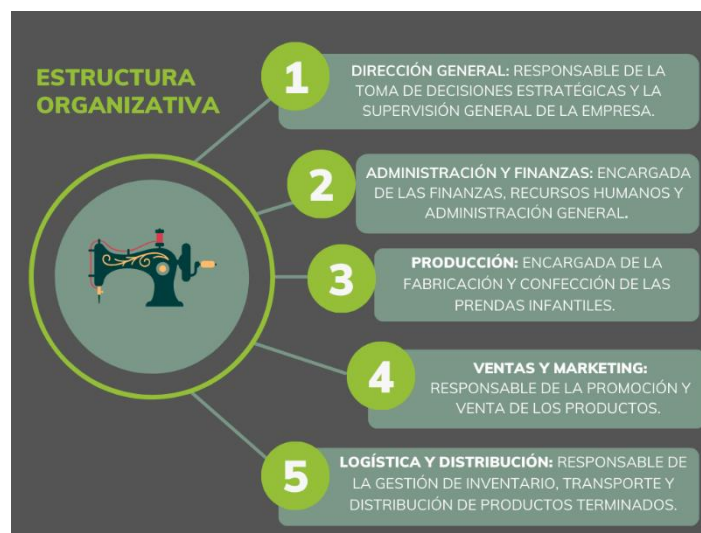 ESTRUCTURA
ORGANIZATIVA
1
DIRECCIÓN GENERAL: RESPONSABLE DE LA
TOMA DE DECISIONES ESTRATÉGICAS Y LA
SUPERVISIÓN GENERAL DE LA EMPRESA.
2
ADMINISTRACIÓN Y FINANZAS: ENCARGADA
DE LAS FINANZAS, RECURSOS HUMANOS Y
ADMINISTRACIÓN GENERAL.
3
PRODUCCIÓN: ENCARGADA DE LA
FABRICACIÓN Y CONFECCIÓN DE LAS
PRENDAS INFANTILES.
4
VENTAS Y MARKETING:
RESPONSABLE DE LA PROMOCIÓN Y
VENTA DE LOS PRODUCTOS.
5
LOGÍSTICA Y DISTRIBUCIÓN: RESPONSABLE DE
LA GESTIÓN DE INVENTARIO, TRANSPORTE Y
DISTRIBUCIÓN DE PRODUCTOS TERMINADOS.